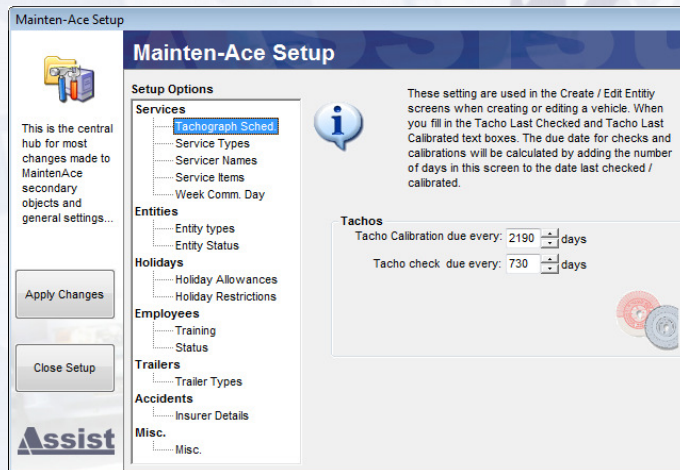 Mainten-Ace Setup
Mainten-Ace Setup
This is the central
hub for most
changes made to
MaintenAce
secondary
objects and
general settings...
Apply Changes
Close Setup
Assist
Setup Options
Services
Tachograph Sched.
Service Types
Servicer Names
Service Items
Week Comm. Day
Entities
Entity types
Entity Status
Holidays
Holiday Allowances
Holiday Restrictions
Employees
Training
Status
Trailers
Trailer Types
Accidents
Insurer Details
Misc.
Misc.
These setting are used in the Create / Edit Entitiy
screens when creating or editing a vehicle. When
you fill in the Tacho Last Checked and Tacho Last
Calibrated text boxes. The due date for checks and
calibrations will be calculated by adding the number
of days in this screen to the date last checked /
calibrated.
Tachos
Tacho Calibration due every: 2190 days
Tacho check due every: 730 days